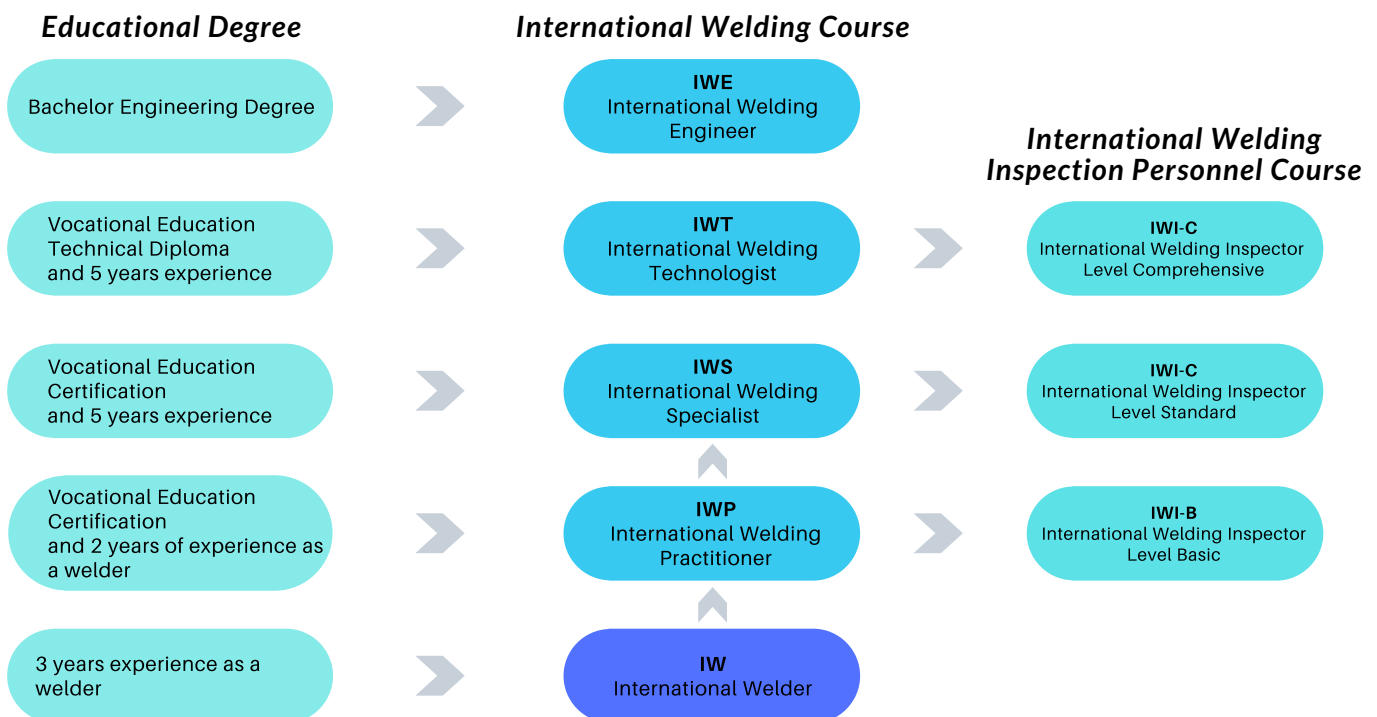 Educational Degree
International Welding Course
Bachelor Engineering Degree
IWE
International Welding
Engineer
International Welding
Inspection Personnel Course
Vocational Education
Technical Diploma
and 5 years experience
IWT
International Welding
Technologist
IWI-C
International Welding Inspector
Level Comprehensive
Vocational Education
Certification
and 5 years experience
IWS
International Welding
Specialist
IWI-C
International Welding Inspector
Level Standard
Vocational Education
Certification
and 2 years of experience as
a welder
IWP
International Welding
Practitioner
IWI-B
International Welding Inspector
Level Basic
3 years experience as a
welder
IW
International Welder